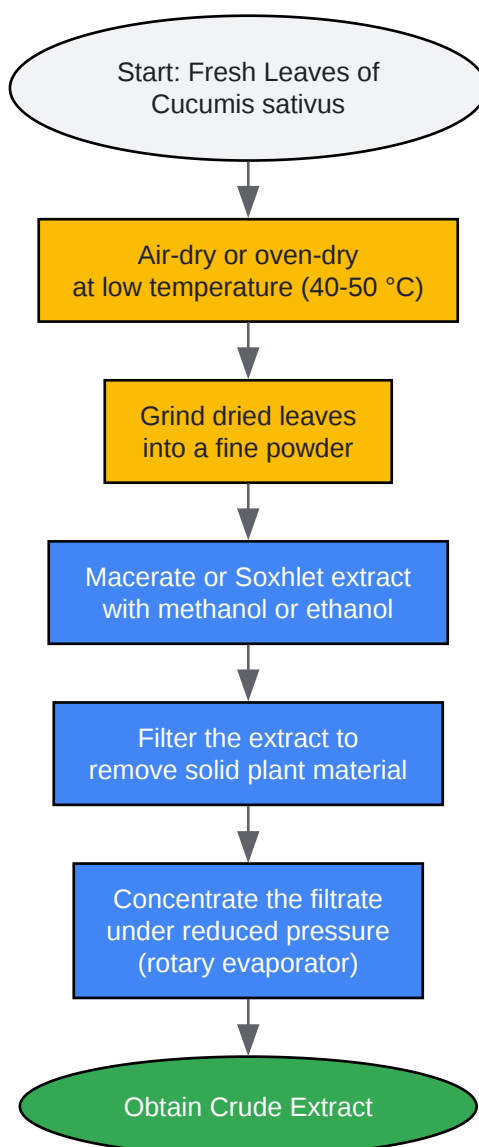 Start: Fresh Leaves of
Cucumis sativus
Air-dry or oven-dry
at low temperature (40-50 °C)
Grind dried leaves
into a fine powder
Macerate or Soxhlet extract
with methanol or ethanol
Filter the extract to
remove solid plant material
Concentrate the filtrate
under reduced pressure
(rotary evaporator)
Obtain Crude Extract